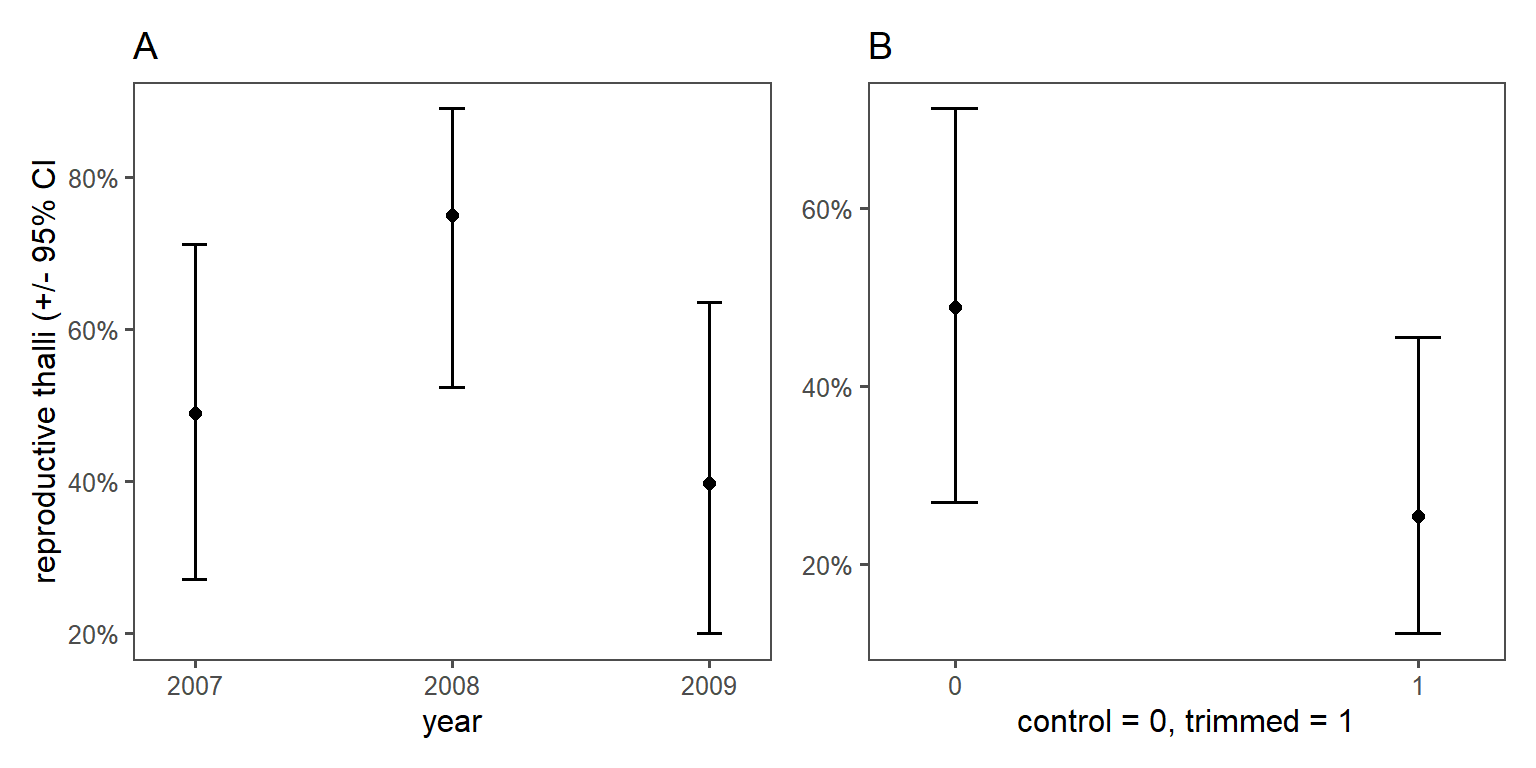 A
reproductive thalli (+/- 95% CI
80%
60%
40%
20%
2007 2008 2009
year
B
60%
40%
20%
0 1
control = 0, trimmed = 1